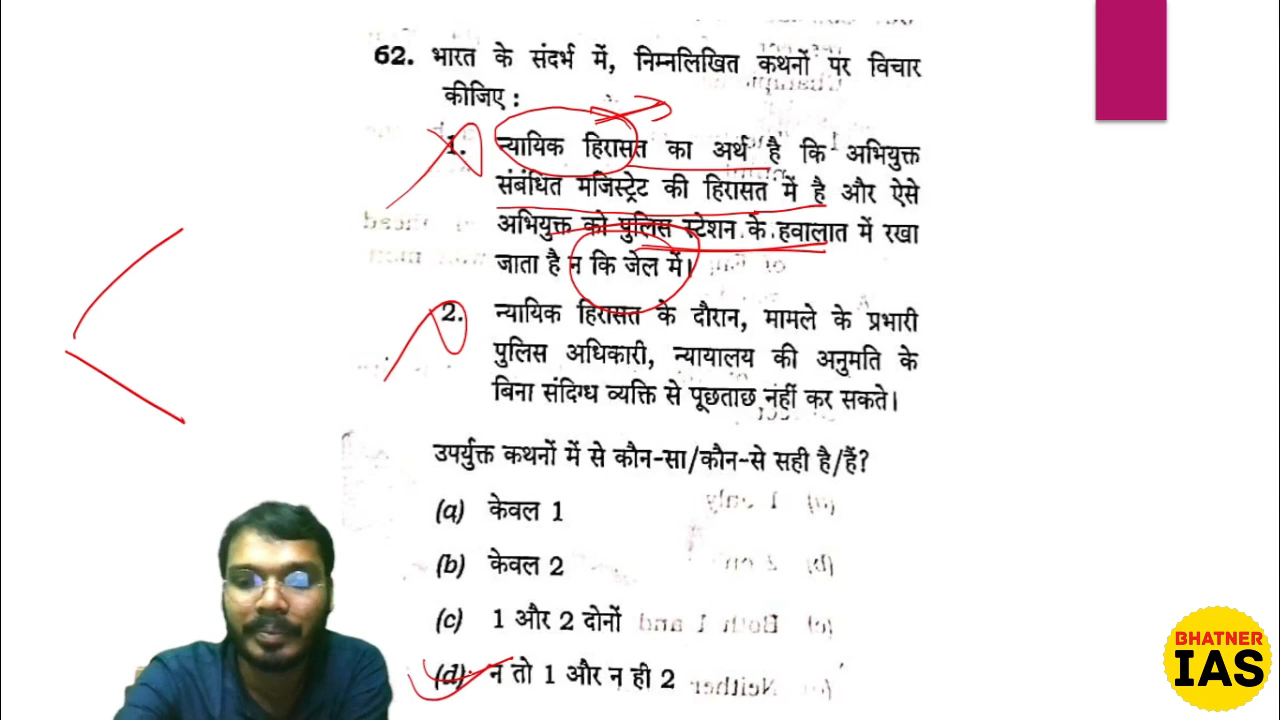 62. भारत के संदर्भ में, निम्नलिखित कथनों पर विचार
कीजिए :
1. न्यायिक हिरासत का अर्थ है कि अभियुक्त
संबंधित मजिस्ट्रेट की हिरासत में है और ऐसे
अभियुक्त को पुलिस स्टेशन के हवालात में रखा
जाता है न कि जेल में।
2. न्यायिक हिरासत के दौरान, मामले के प्रभारी
पुलिस अधिकारी, न्यायालय की अनुमति के
बिना संदिग्ध व्यक्ति से पूछताछ नहीं कर सकते।
उपर्युक्त कथनों में से कौन-सा/कौन-से सही है/हैं?
(a) केवल 1
(b) केवल 2
(c) 1 और 2 दोनों
(d) न तो 1 और न ही 2
BHATNER
IAS